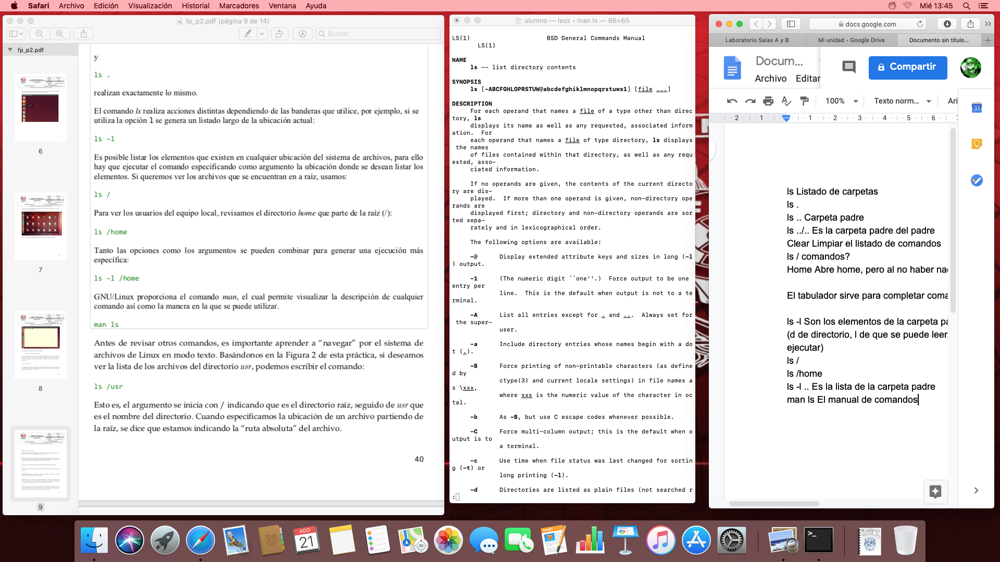 Safari Archivo Edición Visualización Historial Marcadores Ventana Ayuda Mié 13:45
fp_p2.pdf (página 9 de 14)
Buscar
fp_p2.pdf
6
7
8
9
y
ls .
realizan exactamente lo mismo.
El comando ls realiza acciones distintas dependiendo de las banderas que utilice, por ejemplo, si se
utiliza la opción l se genera un listado largo de la ubicación actual:
ls -l
Es posible listar los elementos que existen en cualquier ubicación del sistema de archivos, para ello
hay que ejecutar el comando especificando como argumento la ubicación donde se desean listar los
elementos. Si queremos ver los archivos que se encuentran en a raíz, usamos:
ls /
Para ver los usuarios del equipo local, revisamos el directorio home que parte de la raíz (/):
ls /home
Tanto las opciones como los argumentos se pueden combinar para generar una ejecución más
específica:
ls -l /home
GNU/Linux proporciona el comando man, el cual permite visualizar la descripción de cualquier
comando así como la manera en la que se puede utilizar.
man ls
Antes de revisar otros comandos, es importante aprender a “navegar” por el sistema de
archivos de Linux en modo texto. Basándonos en la Figura 2 de esta práctica, si deseamos
ver la lista de los archivos del directorio usr, podemos escribir el comando:
ls /usr
Esto es, el argumento se inicia con / indicando que es el directorio raíz, seguido de usr que
es el nombre del directorio. Cuando especificamos la ubicación de un archivo partiendo de
la raíz, se dice que estamos indicando la “ruta absoluta” del archivo.
40
alumno — less • man ls — 66×65
LS(1) BSD General Commands Manual
LS(1)
NAME
ls -- list directory contents
SYNOPSIS
ls [-ABCFGHLOPRSTUW@abcdefghiklmnopqrstuwx1] [file ...]
DESCRIPTION
For each operand that names a file of a type other than direc
tory, ls
displays its name as well as any requested, associated inform
ation.  For
each operand that names a file of type directory, ls displays
the names
of files contained within that directory, as well as any requ
ested, asso-
ciated information.
If no operands are given, the contents of the current directo
ry are dis-
played.  If more than one operand is given, non-directory ope
rands are
displayed first; directory and non-directory operands are sor
ted sepa-
rately and in lexicographical order.
The following options are available:
-@ Display extended attribute keys and sizes in long (-l
) output.
-1 (The numeric digit ``one''.)  Force output to be one
entry per
line.  This is the default when output is not to a te
rminal.
-A List all entries except for . and ...  Always set for
the super-
user.
-a Include directory entries whose names begin with a do
t (.).
-B Force printing of non-printable characters (as define
d by
ctype(3) and current locale settings) in file names a
s \xxx,
where xxx is the numeric value of the character in oc
tal.
-b As -B, but use C escape codes whenever possible.
-C Force multi-column output; this is the default when o
utput is to
a terminal.
-c Use time when file status was last changed for sortin
g (-t) or
long printing (-l).
-d Directories are listed as plain files (not searched r
:
docs.google.com
Laboratorio Salas A y B
Mi unidad - Google Drive
Documento sin título...
Docum...
Archivo Editar
Compartir
100% Texto norm... Ari
2 1 1 2 3 4 5 6 7
31
ls Listado de carpetas
ls .
ls .. Carpeta padre
ls ../.. Es la carpeta padre del padre
Clear Limpiar el listado de comandos
ls / comandos?
Home Abre home, pero al no haber na
El tabulador sirve para completar coma
ls -l Son los elementos de la carpeta pa
(d de directorio, l de que se puede leer,
ejecutar)
ls /
ls /home
ls -l .. Es la lista de la carpeta padre
man ls El manual de comandos
AGO
21
3D
PAGES
>_